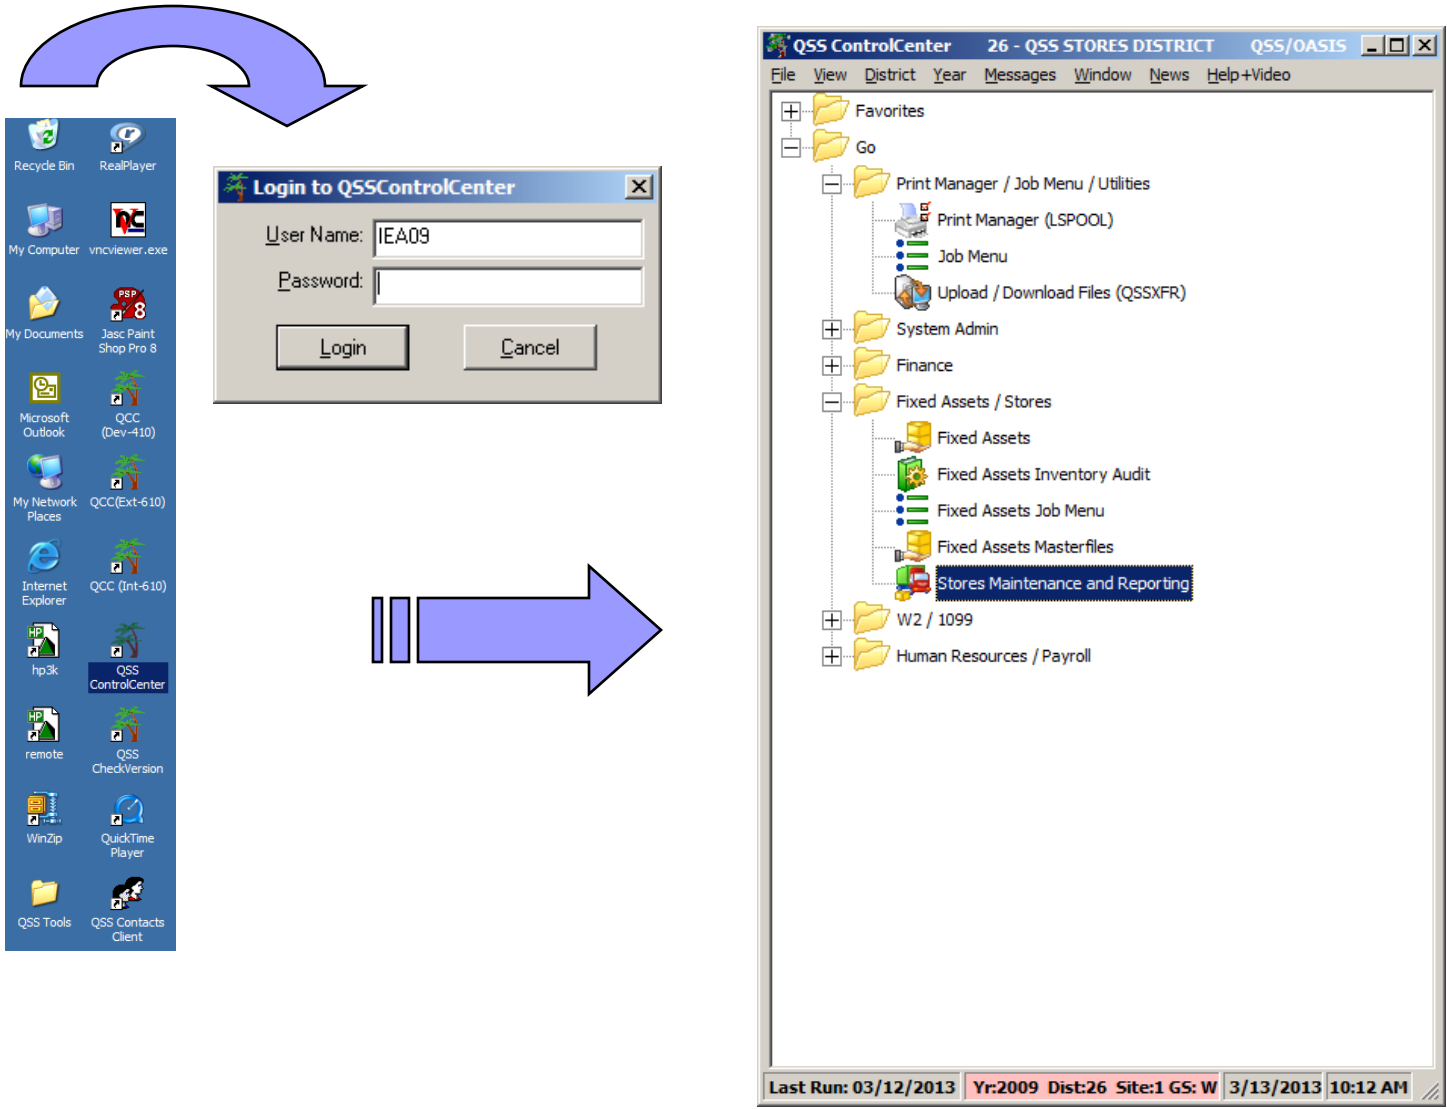 Recycle Bin
RealPlayer
My Computer
vncviewer.exe
My Documents
Jasc Paint
Shop Pro 8
Microsoft
Outlook
QCC
(Dev-410)
My Network
Places
QCC(Ext-610)
Internet
Explorer
QCC (Int-610)
hp3k
QSS
ControlCenter
remote
QSS
CheckVersion
WinZip
QuickTime
Player
QSS Tools
QSS Contacts
Client
Login to QSSControlCenter
User Name: IEA09
Password:
Login Cancel
QSS ControlCenter 26 - QSS STORES DISTRICT QSS/OASIS
File View District Year Messages Window News Help+Video
Favorites
Go
Print Manager / Job Menu / Utilities
Print Manager (LSPOOL)
Job Menu
Upload / Download Files (QSSXFR)
System Admin
Finance
Fixed Assets / Stores
Fixed Assets
Fixed Assets Inventory Audit
Fixed Assets Job Menu
Fixed Assets Masterfiles
Stores Maintenance and Reporting
W2 / 1099
Human Resources / Payroll
Last Run: 03/12/2013 Yr:2009 Dist:26 Site:1 GS: W 3/13/2013 10:12 AM